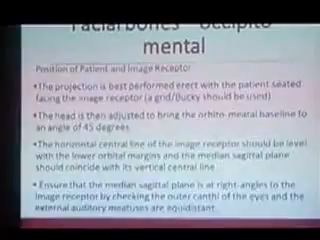 Facial bones – occipito
mental
Position of Patient and Image Receptor
•The projection is best performed erect with the patient seated
facing the image receptor (a grid/Bucky should be used)
•The head is then adjusted to bring the orbito-meatal baseline to
an angle of 45 degrees
•The horizontal central line of the image receptor should be level
with the lower orbital margins and the median sagittal plane
should coincide with its vertical central line
• Ensure that the median sagittal plane is at right-angles to the
image receptor by checking the outer canthi of the eyes and the
external auditory meatuses are equidistant.